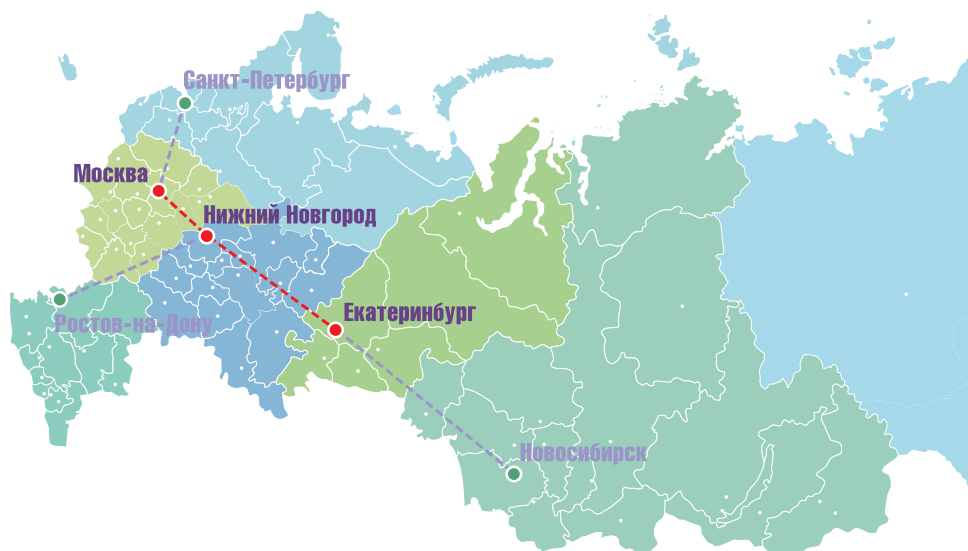 Санкт-Петербург
Москва
Нижний Новгород
Екатеринбург
Ростов-на-Дону
Новосибирск